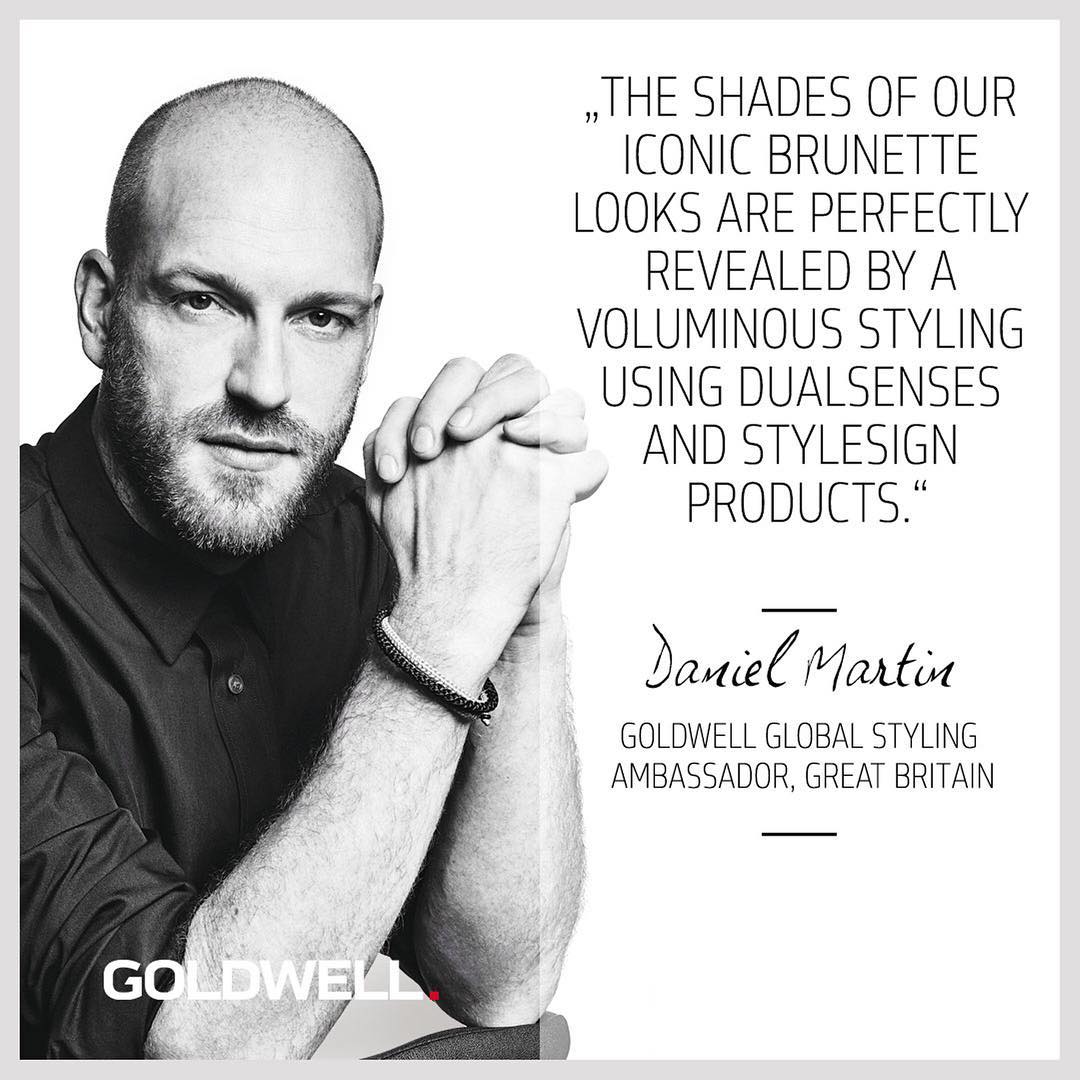 „THE SHADES OF OUR
ICONIC BRUNETTE
LOOKS ARE PERFECTLY
REVEALED BY A
VOLUMINOUS STYLING
USING DUALSENSES
AND STYLESIGN
PRODUCTS.“
Daniel Martin
GOLDWELL GLOBAL STYLING
AMBASSADOR, GREAT BRITAIN
GOLDWELL.